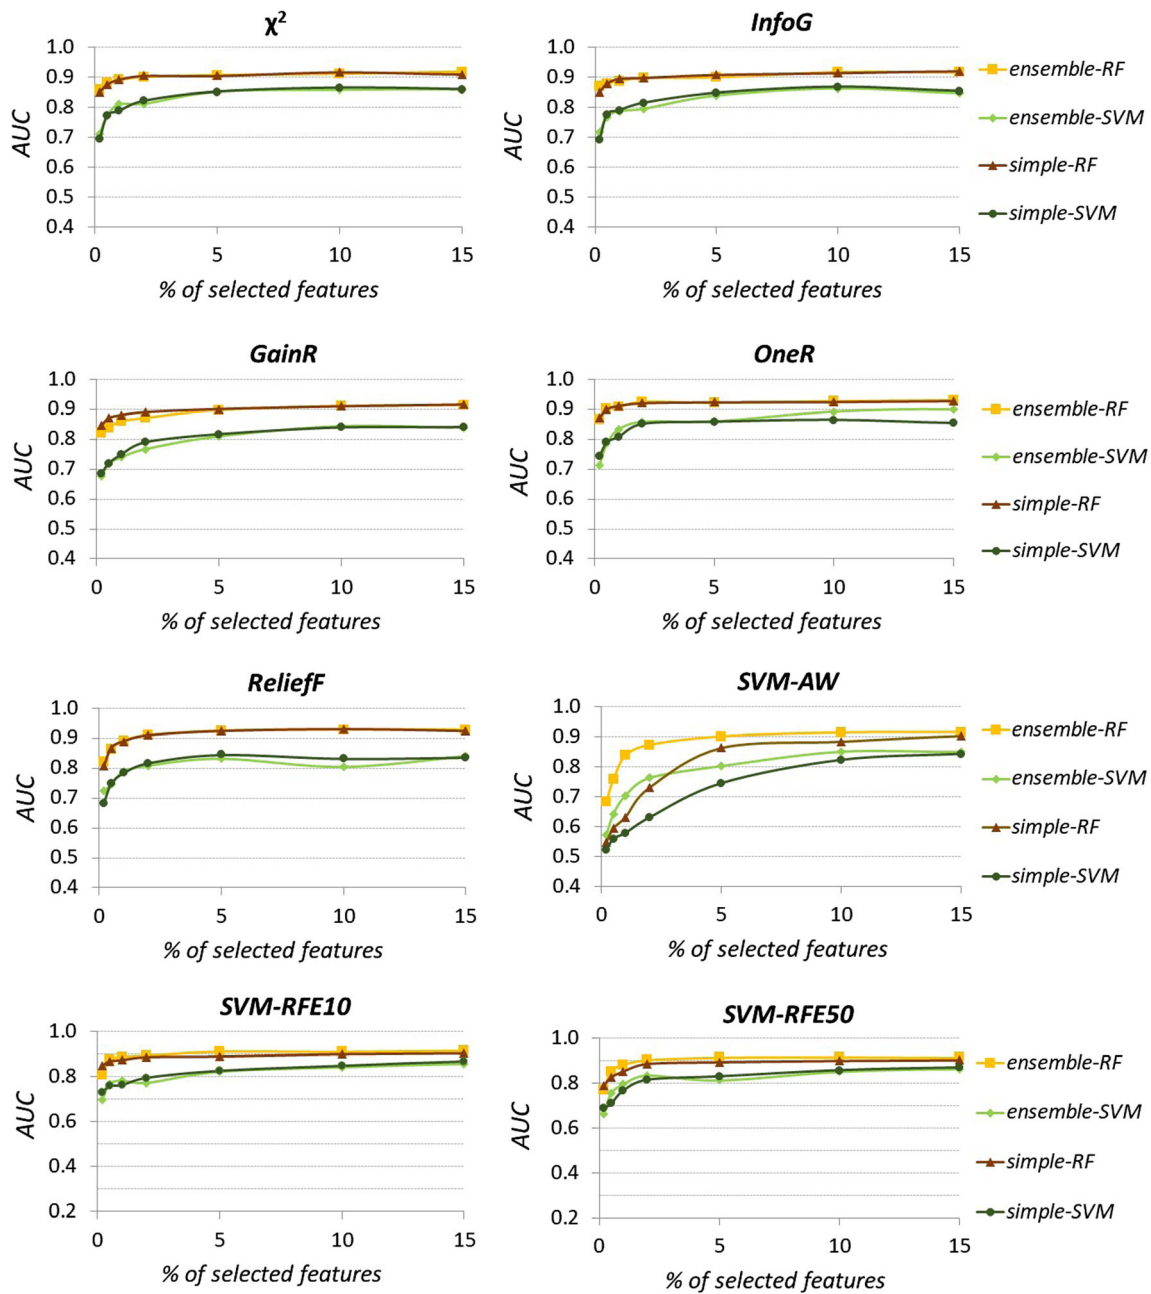 χ²
InfoG
1.0
0.9
0.8
0.7
0.6
0.5
0.4
AUC
0
5
10
15
% of selected features
1.0
0.9
0.8
0.7
0.6
0.5
0.4
AUC
0
5
10
15
% of selected features
ensemble-RF
ensemble-SVM
simple-RF
simple-SVM
GainR
OneR
1.0
0.9
0.8
0.7
0.6
0.5
0.4
AUC
0
5
10
15
% of selected features
1.0
0.9
0.8
0.7
0.6
0.5
0.4
AUC
0
5
10
15
% of selected features
ensemble-RF
ensemble-SVM
simple-RF
simple-SVM
ReliefF
SVM-AW
1.0
0.9
0.8
0.7
0.6
0.5
0.4
AUC
0
5
10
15
% of selected features
1.0
0.9
0.8
0.7
0.6
0.5
0.4
AUC
0
5
10
15
% of selected features
ensemble-RF
ensemble-SVM
simple-RF
simple-SVM
SVM-RFE10
SVM-RFE50
1.0
0.8
0.6
0.4
0.2
AUC
0
5
10
15
% of selected features
1.0
0.8
0.6
0.4
0.2
AUC
0
5
10
15
% of selected features
ensemble-RF
ensemble-SVM
simple-RF
simple-SVM